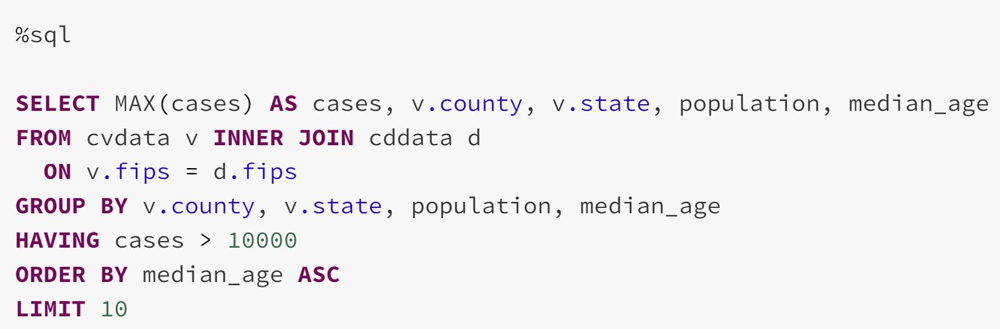 %sql
SELECT MAX(cases) AS cases, v.county, v.state, population, median_age
FROM cvdata v INNER JOIN cddata d
  ON v.fips = d.fips
GROUP BY v.county, v.state, population, median_age
HAVING cases > 10000
ORDER BY median_age ASC
LIMIT 10